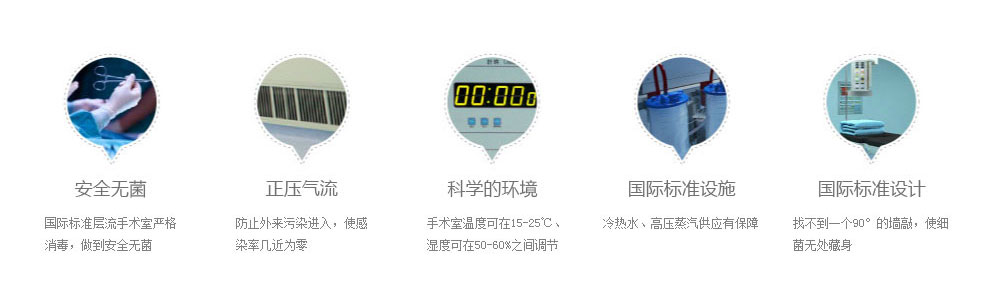 00:00:0
安全无菌
国际标准层流手术室严格
消毒，做到安全无菌
正压气流
防止外来污染进入，使感
染率几近为零
科学的环境
手术室温度可在15-25℃、
湿度可在50-60%之间调节
国际标准设施
冷热水、高压蒸汽供应有保障
国际标准设计
找不到一个90°的墙敲，使细
菌无处藏身